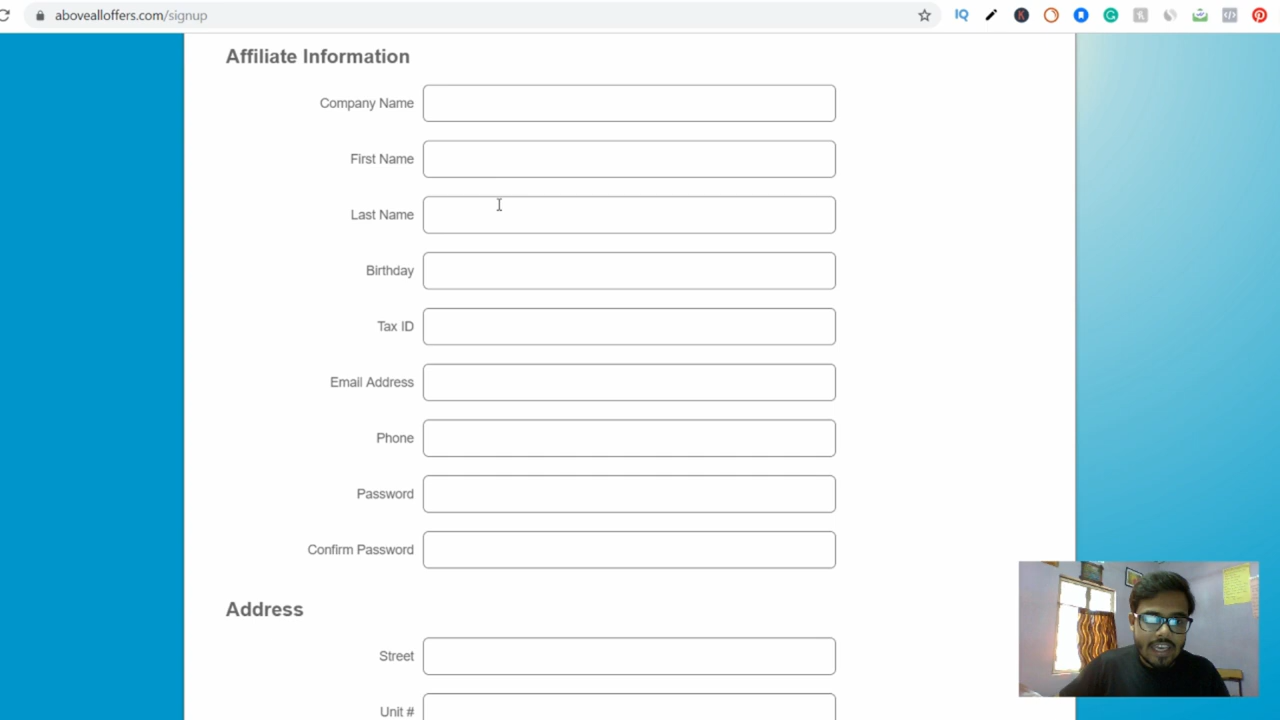 abovealloffers.com/signup
Affiliate Information
Company Name
First Name
Last Name
Birthday
Tax ID
Email Address
Phone
Password
Confirm Password
Address
Street
Unit #